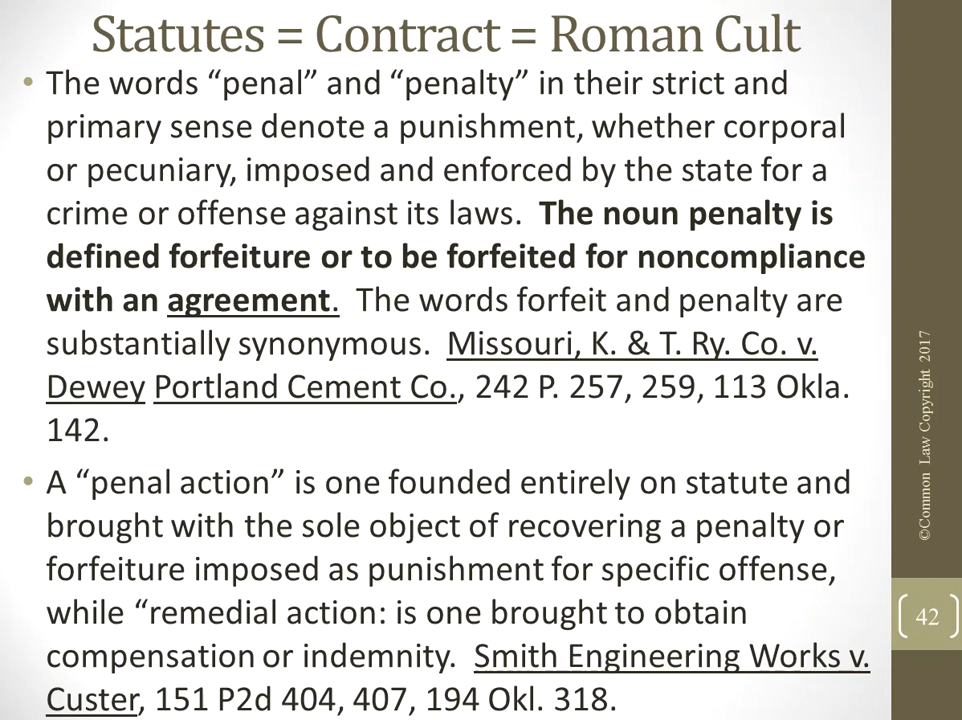 Statutes = Contract = Roman Cult
• The words “penal” and “penalty” in their strict and
primary sense denote a punishment, whether corporal
or pecuniary, imposed and enforced by the state for a
crime or offense against its laws. The noun penalty is
defined forfeiture or to be forfeited for noncompliance
with an agreement. The words forfeit and penalty are
substantially synonymous. Missouri, K. & T. Ry. Co. v.
Dewey Portland Cement Co., 242 P. 257, 259, 113 Okla.
142.
• A “penal action” is one founded entirely on statute and
brought with the sole object of recovering a penalty or
forfeiture imposed as punishment for specific offense,
while “remedial action: is one brought to obtain
compensation or indemnity. Smith Engineering Works v.
Custer, 151 P2d 404, 407, 194 Okl. 318.
©Common Law Copyright 2017
42